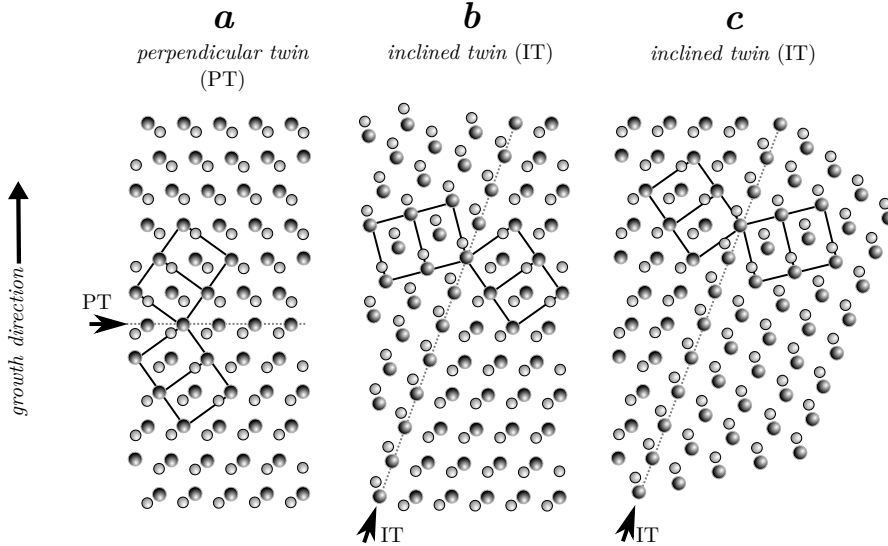 a
perpendicular twin
(PT)
b
inclined twin (IT)
c
inclined twin (IT)
growth direction
PT
IT
IT